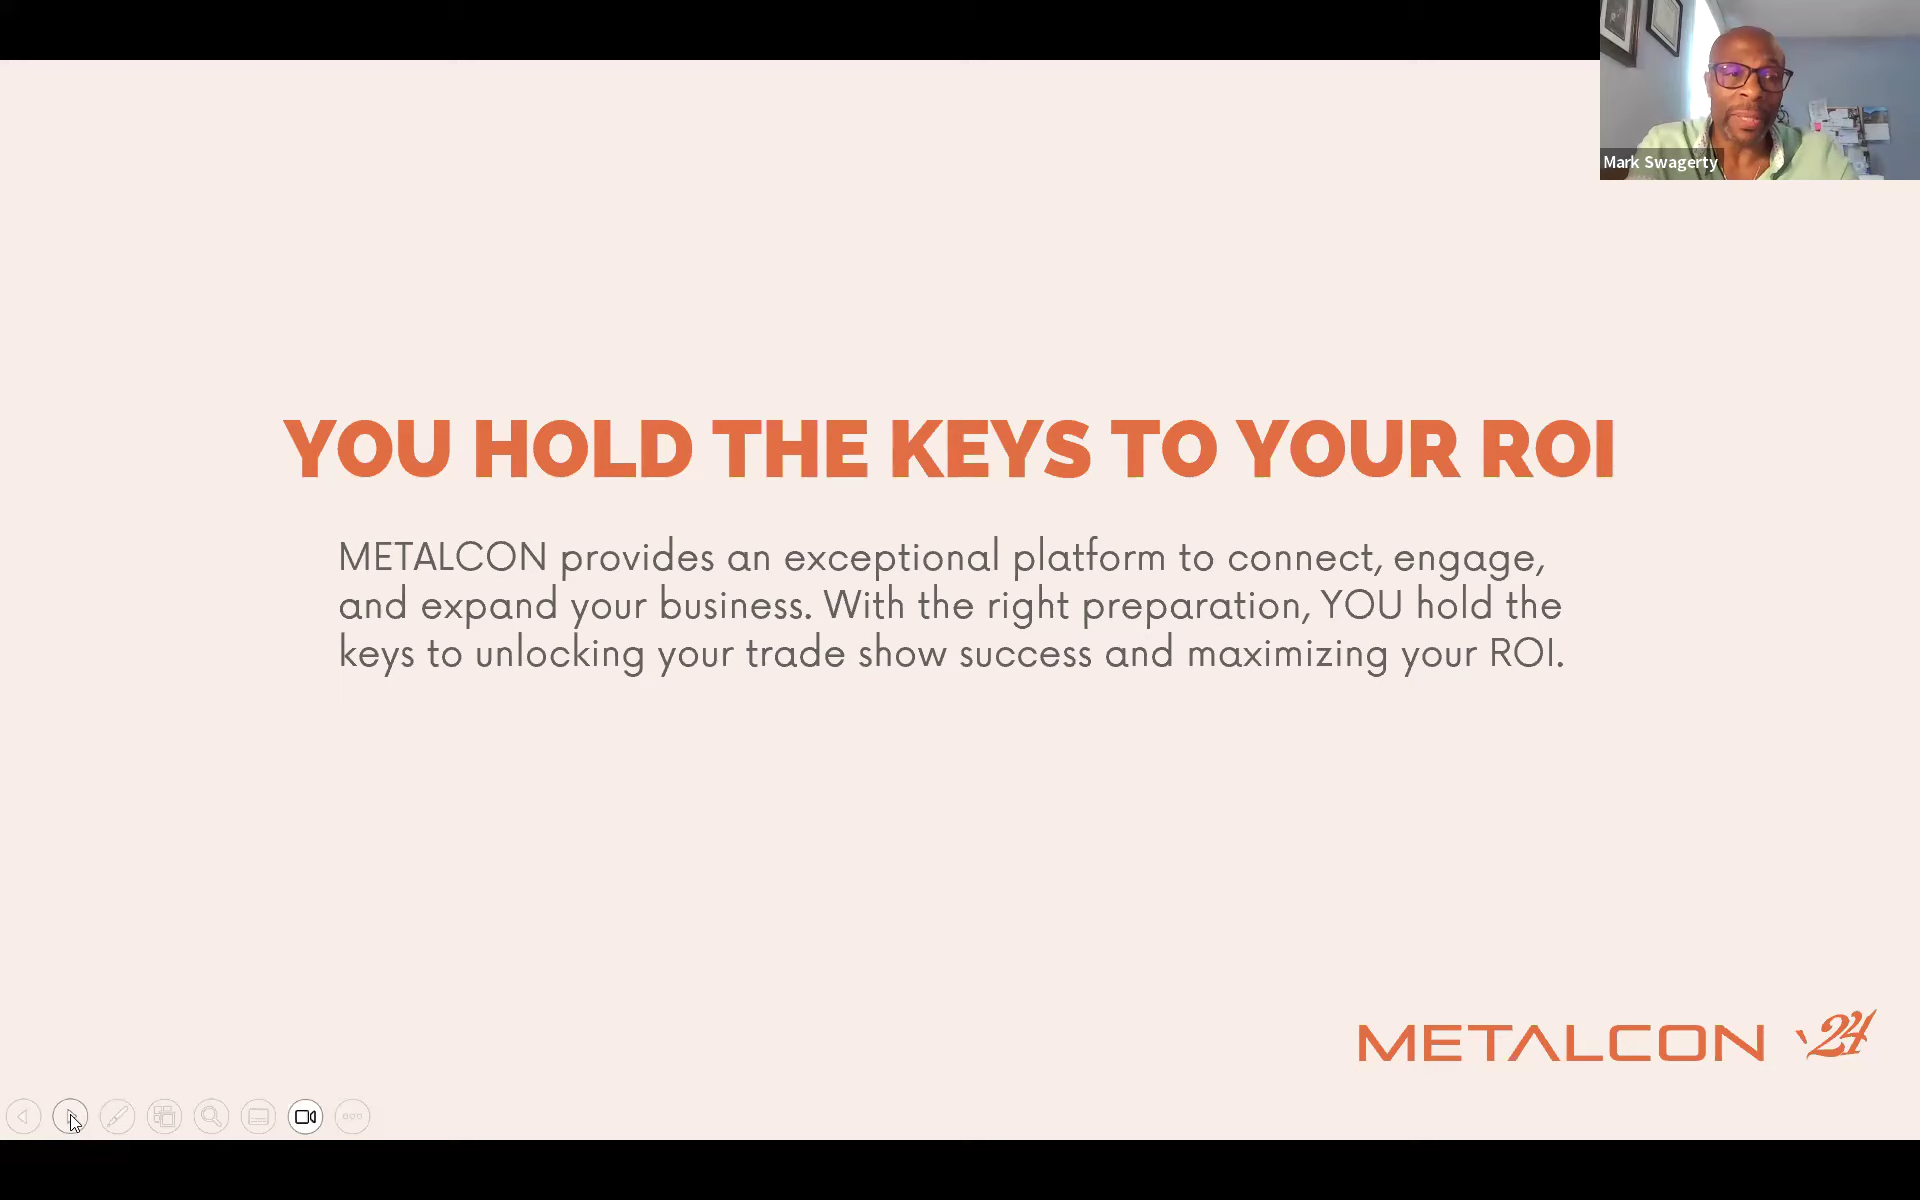 Mark Swagerty
YOU HOLD THE KEYS TO YOUR ROI
METALCON provides an exceptional platform to connect, engage,
and expand your business. With the right preparation, YOU hold the
keys to unlocking your trade show success and maximizing your ROI.
METALCON '24